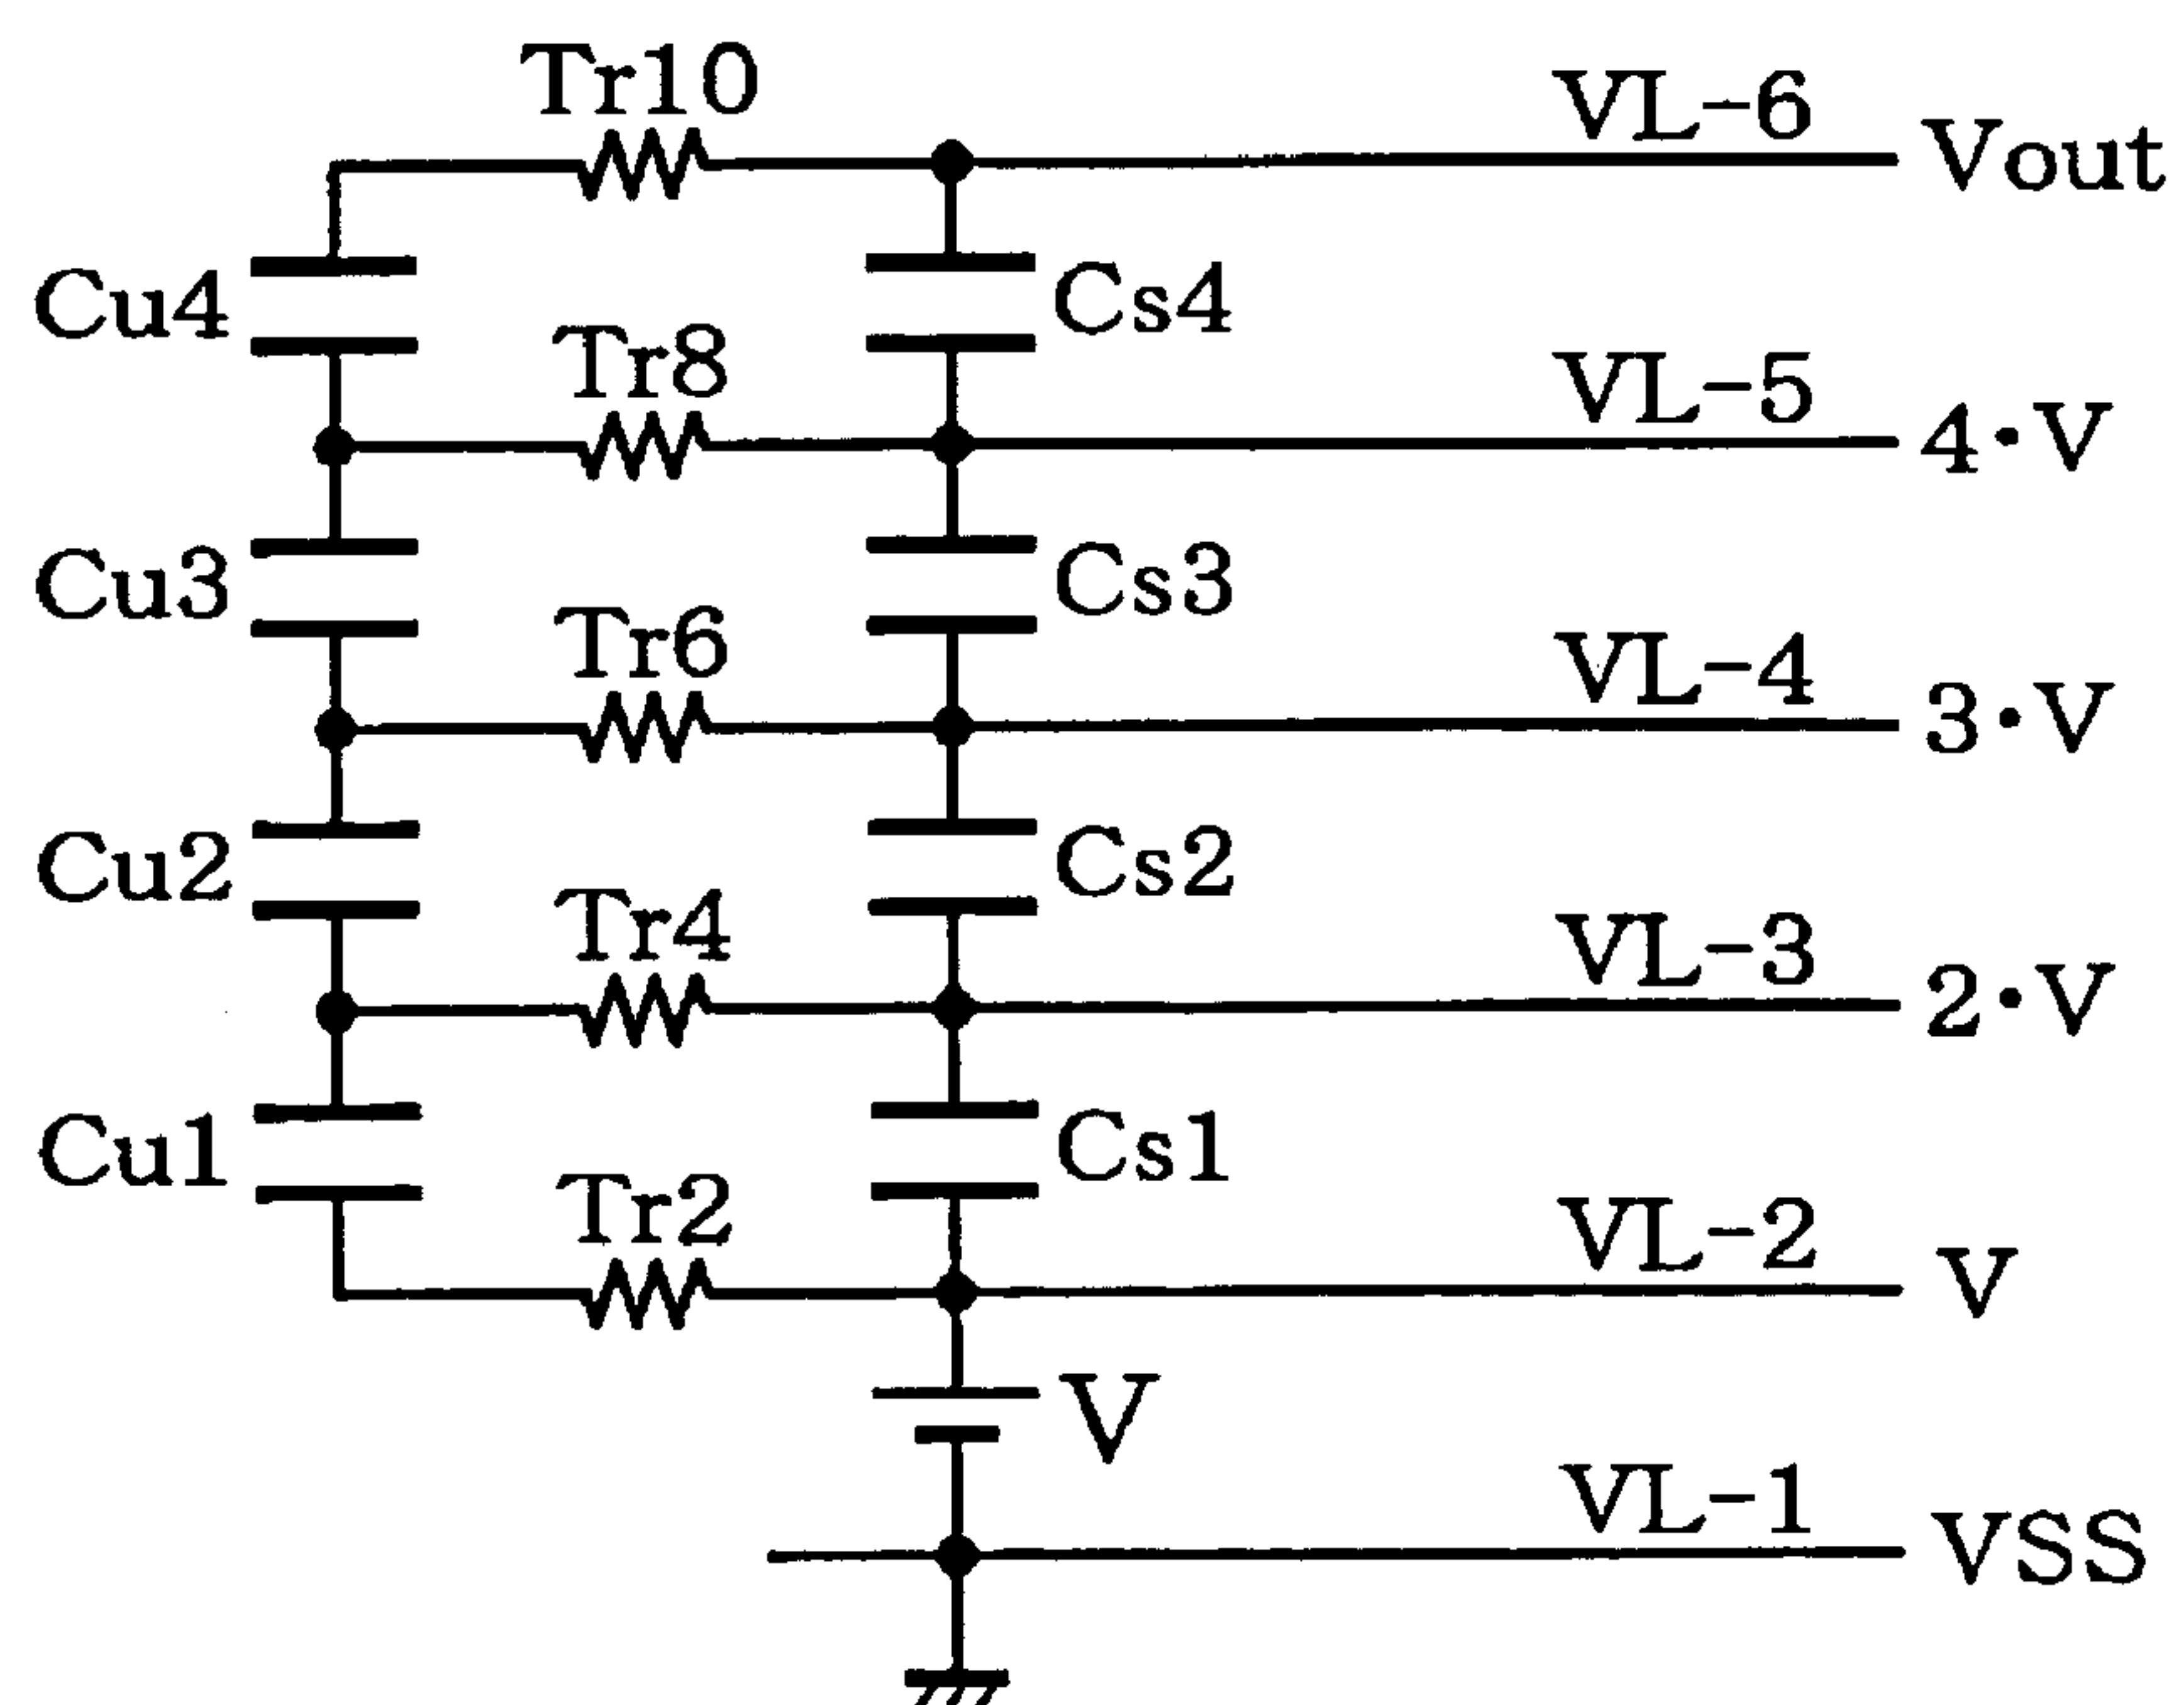 Tr10
VL-6
Vout
Cu4
Cs4
Tr8
VL-5
4·V
Cu3
Cs3
Tr6
VL-4
3·V
Cu2
Cs2
Tr4
VL-3
2·V
Cu1
Cs1
Tr2
VL-2
V
V
VL-1
VSS